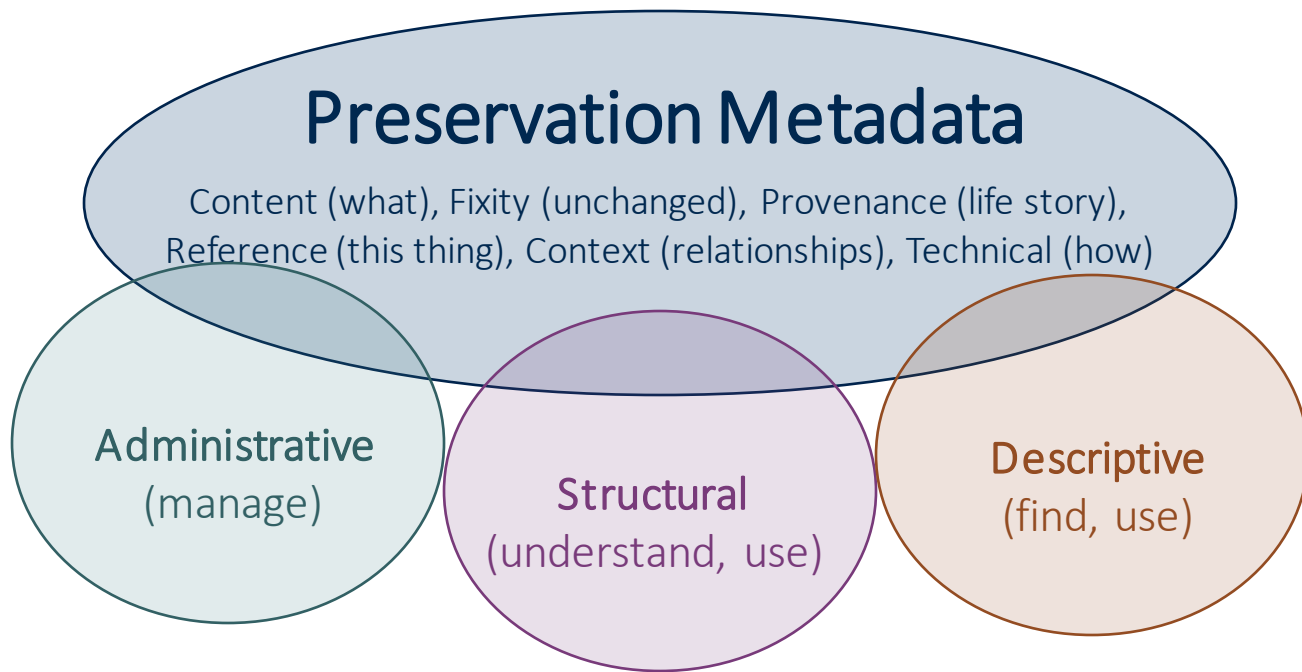 Preservation Metadata
Content (what), Fixity (unchanged), Provenance (life story),
Reference (this thing), Context (relationships), Technical (how)
Administrative
(manage)
Structural
(understand, use)
Descriptive
(find, use)